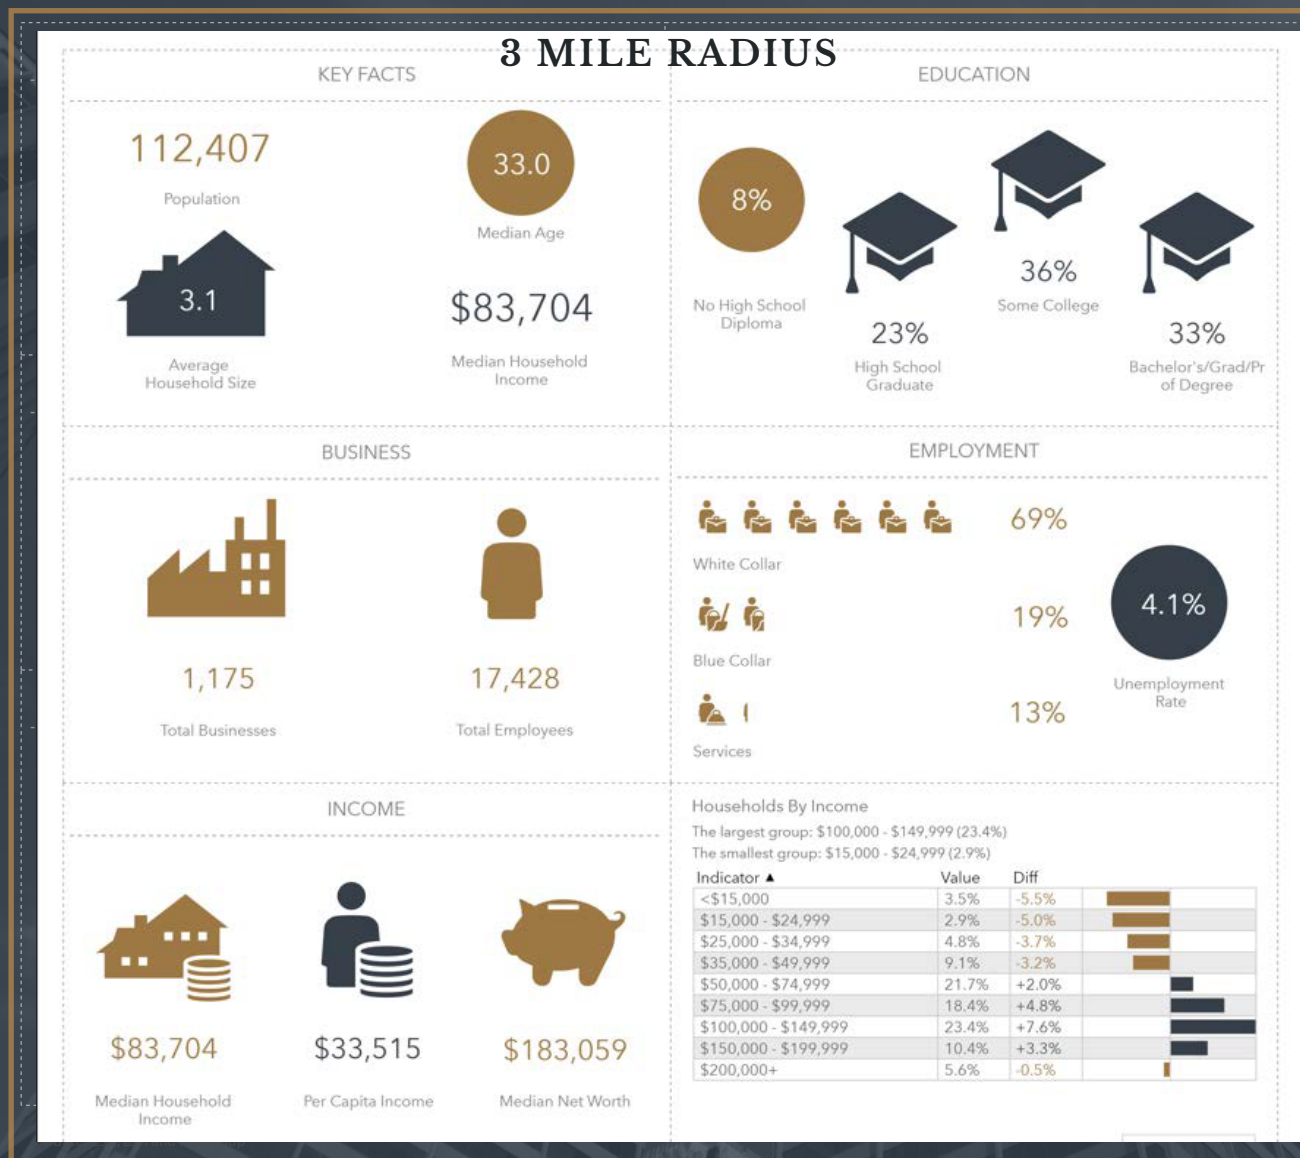 3 MILE RADIUS
KEY FACTS
112,407
Population
33.0
Median Age
3.1
Average
Household Size
$83,704
Median Household
Income
EDUCATION
8%
No High School
Diploma
23%
High School
Graduate
36%
Some College
33%
Bachelor's/Grad/Pr
of Degree
BUSINESS
1,175
Total Businesses
17,428
Total Employees
EMPLOYMENT
69%
White Collar
19%
Blue Collar
13%
Services
4.1%
Unemployment
Rate
INCOME
$83,704
Median Household
Income
$33,515
Per Capita Income
$183,059
Median Net Worth
Households By Income
The largest group: $100,000 - $149,999 (23.4%)
The smallest group: $15,000 - $24,999 (2.9%)
Indicator ▲ Value Diff
<$15,000 3.5% -5.5%
$15,000 - $24,999 2.9% -5.0%
$25,000 - $34,999 4.8% -3.7%
$35,000 - $49,999 9.1% -3.2%
$50,000 - $74,999 21.7% +2.0%
$75,000 - $99,999 18.4% +4.8%
$100,000 - $149,999 23.4% +7.6%
$150,000 - $199,999 10.4% +3.3%
$200,000+ 5.6% -0.5%